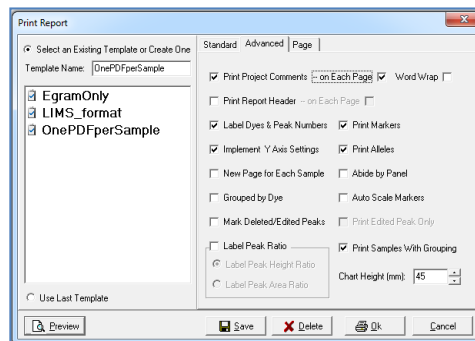 Print Report
Select an Existing Template or Create One
Template Name: OnePDFperSample
EgramOnly
LIMS_format
OnePDFperSample
Use Last Template
Preview
Standard Advanced Page
Print Project Comments -- on Each Page Word Wrap
Print Report Header -- on Each Page
Label Dyes & Peak Numbers Print Markers
Implement Y Axis Settings Print Alleles
New Page for Each Sample Abide by Panel
Grouped by Dye Auto Scale Markers
Mark Deleted/Edited Peaks Print Edited Peak Only
Label Peak Ratio Print Samples With Grouping
Label Peak Height Ratio
Chart Height (mm): 45
Label Peak Area Ratio
Save Delete Ok Cancel